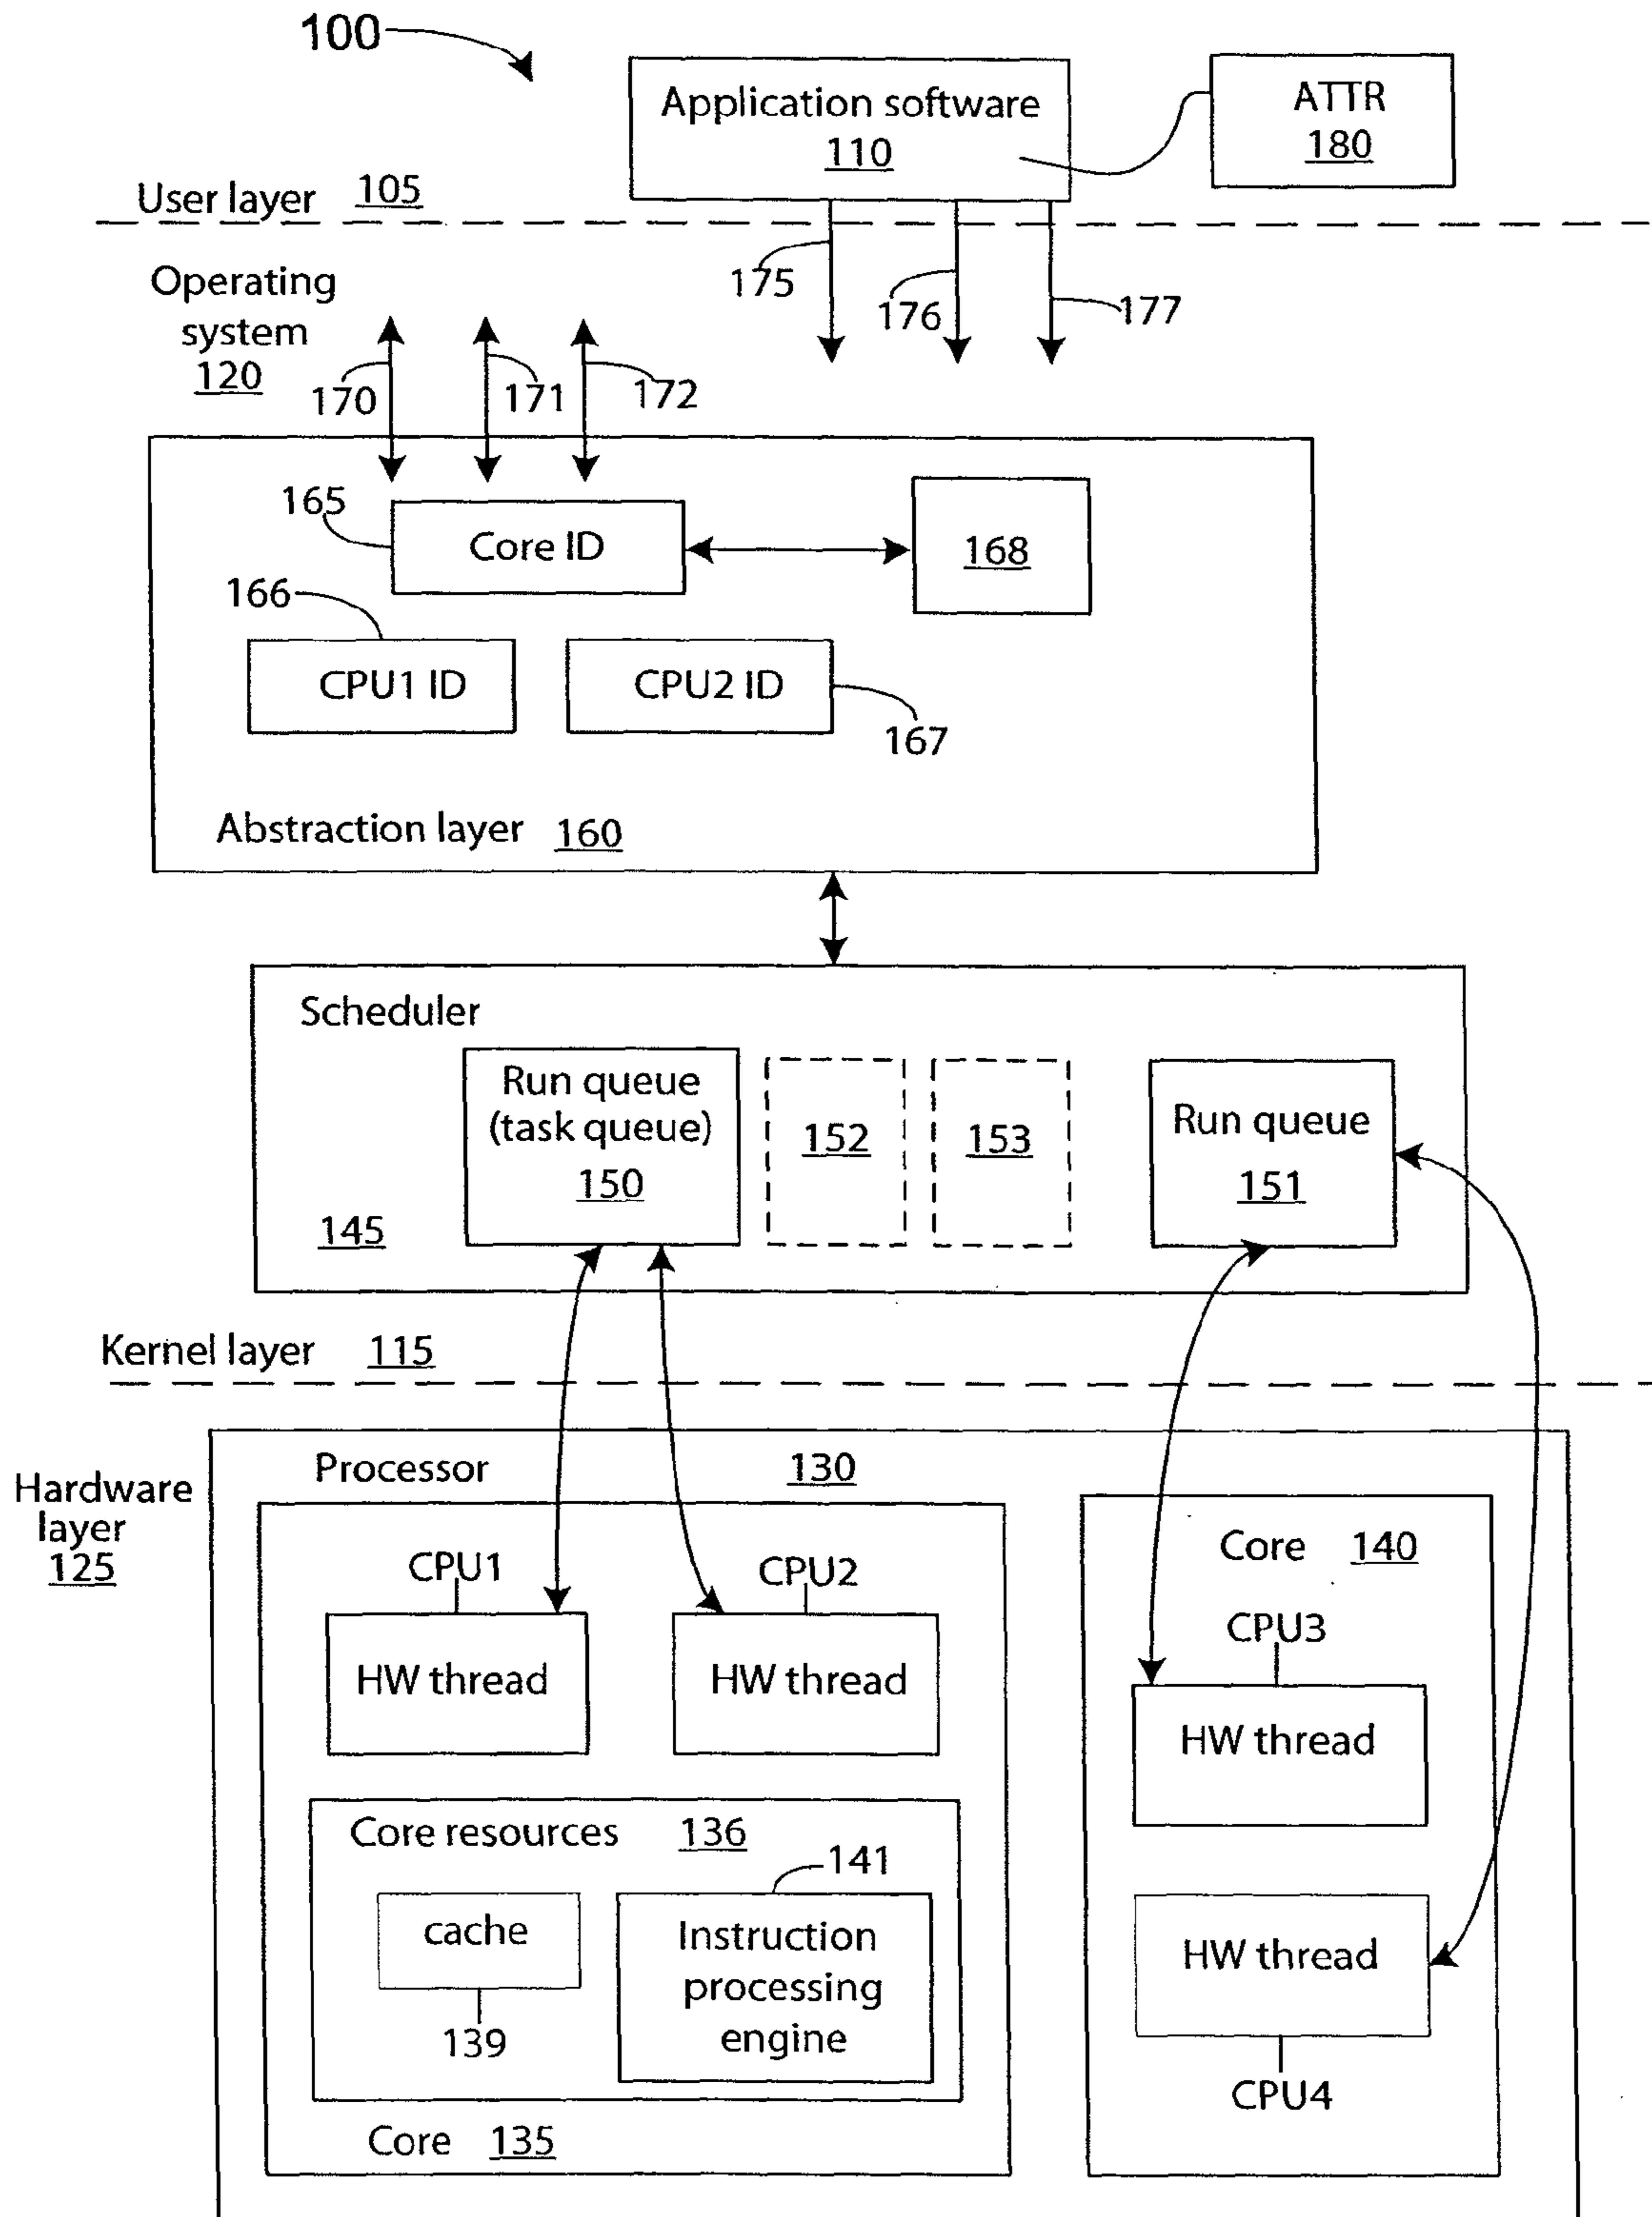 100
Application software
110
ATTR
180
User layer 105
Operating
system
120
175
176
177
170
171
172
165
Core ID
168
166
CPU1 ID
CPU2 ID
167
Abstraction layer 160
Scheduler
Run queue
(task queue)
150
152
153
Run queue
151
145
Kernel layer 115
Hardware
layer
125
Processor 130
CPU1
CPU2
HW thread
HW thread
Core 140
CPU3
HW thread
Core resources 136
141
cache
139
Instruction
processing
engine
HW thread
CPU4
Core 135